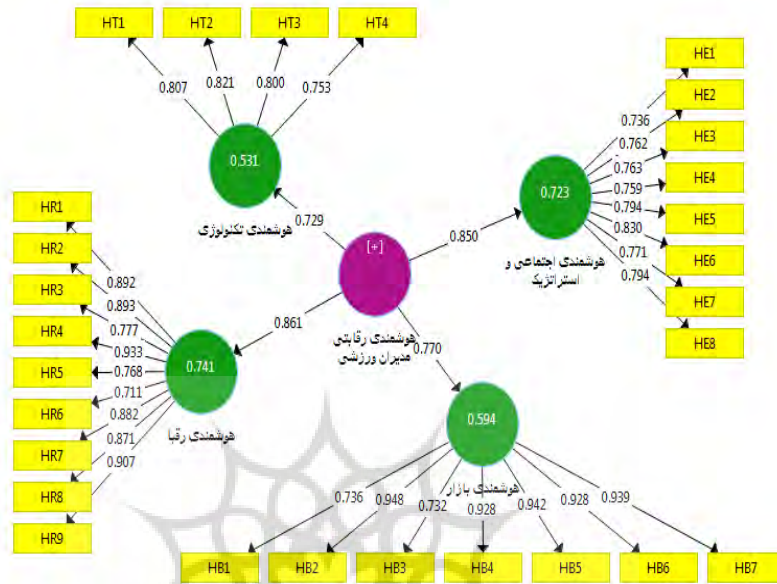 HT1 HT2 HT3 HT4
0.807 0.821 0.800 0.753
0.531
هوشمندی تکنولوژی
0.729
HE1
HE2
HE3
HE4
HE5
HE6
HE7
HE8
0.736
0.762
0.763
0.759
0.794
0.830
0.771
0.794
0.723
هوشمندی اجتماعی و
استراتژیک
0.850
[+]
هوشمندی رقابتی
مدیران ورزشی
HR1
HR2
HR3
HR4
HR5
HR6
HR7
HR8
HR9
0.892
0.893
0.777
0.933
0.768
0.711
0.882
0.871
0.907
0.741
هوشمندی رقبا
0.861
0.770
0.594
هوشمندی بازار
0.736 0.948 0.732 0.928 0.942 0.928 0.939
HB1 HB2 HB3 HB4 HB5 HB6 HB7